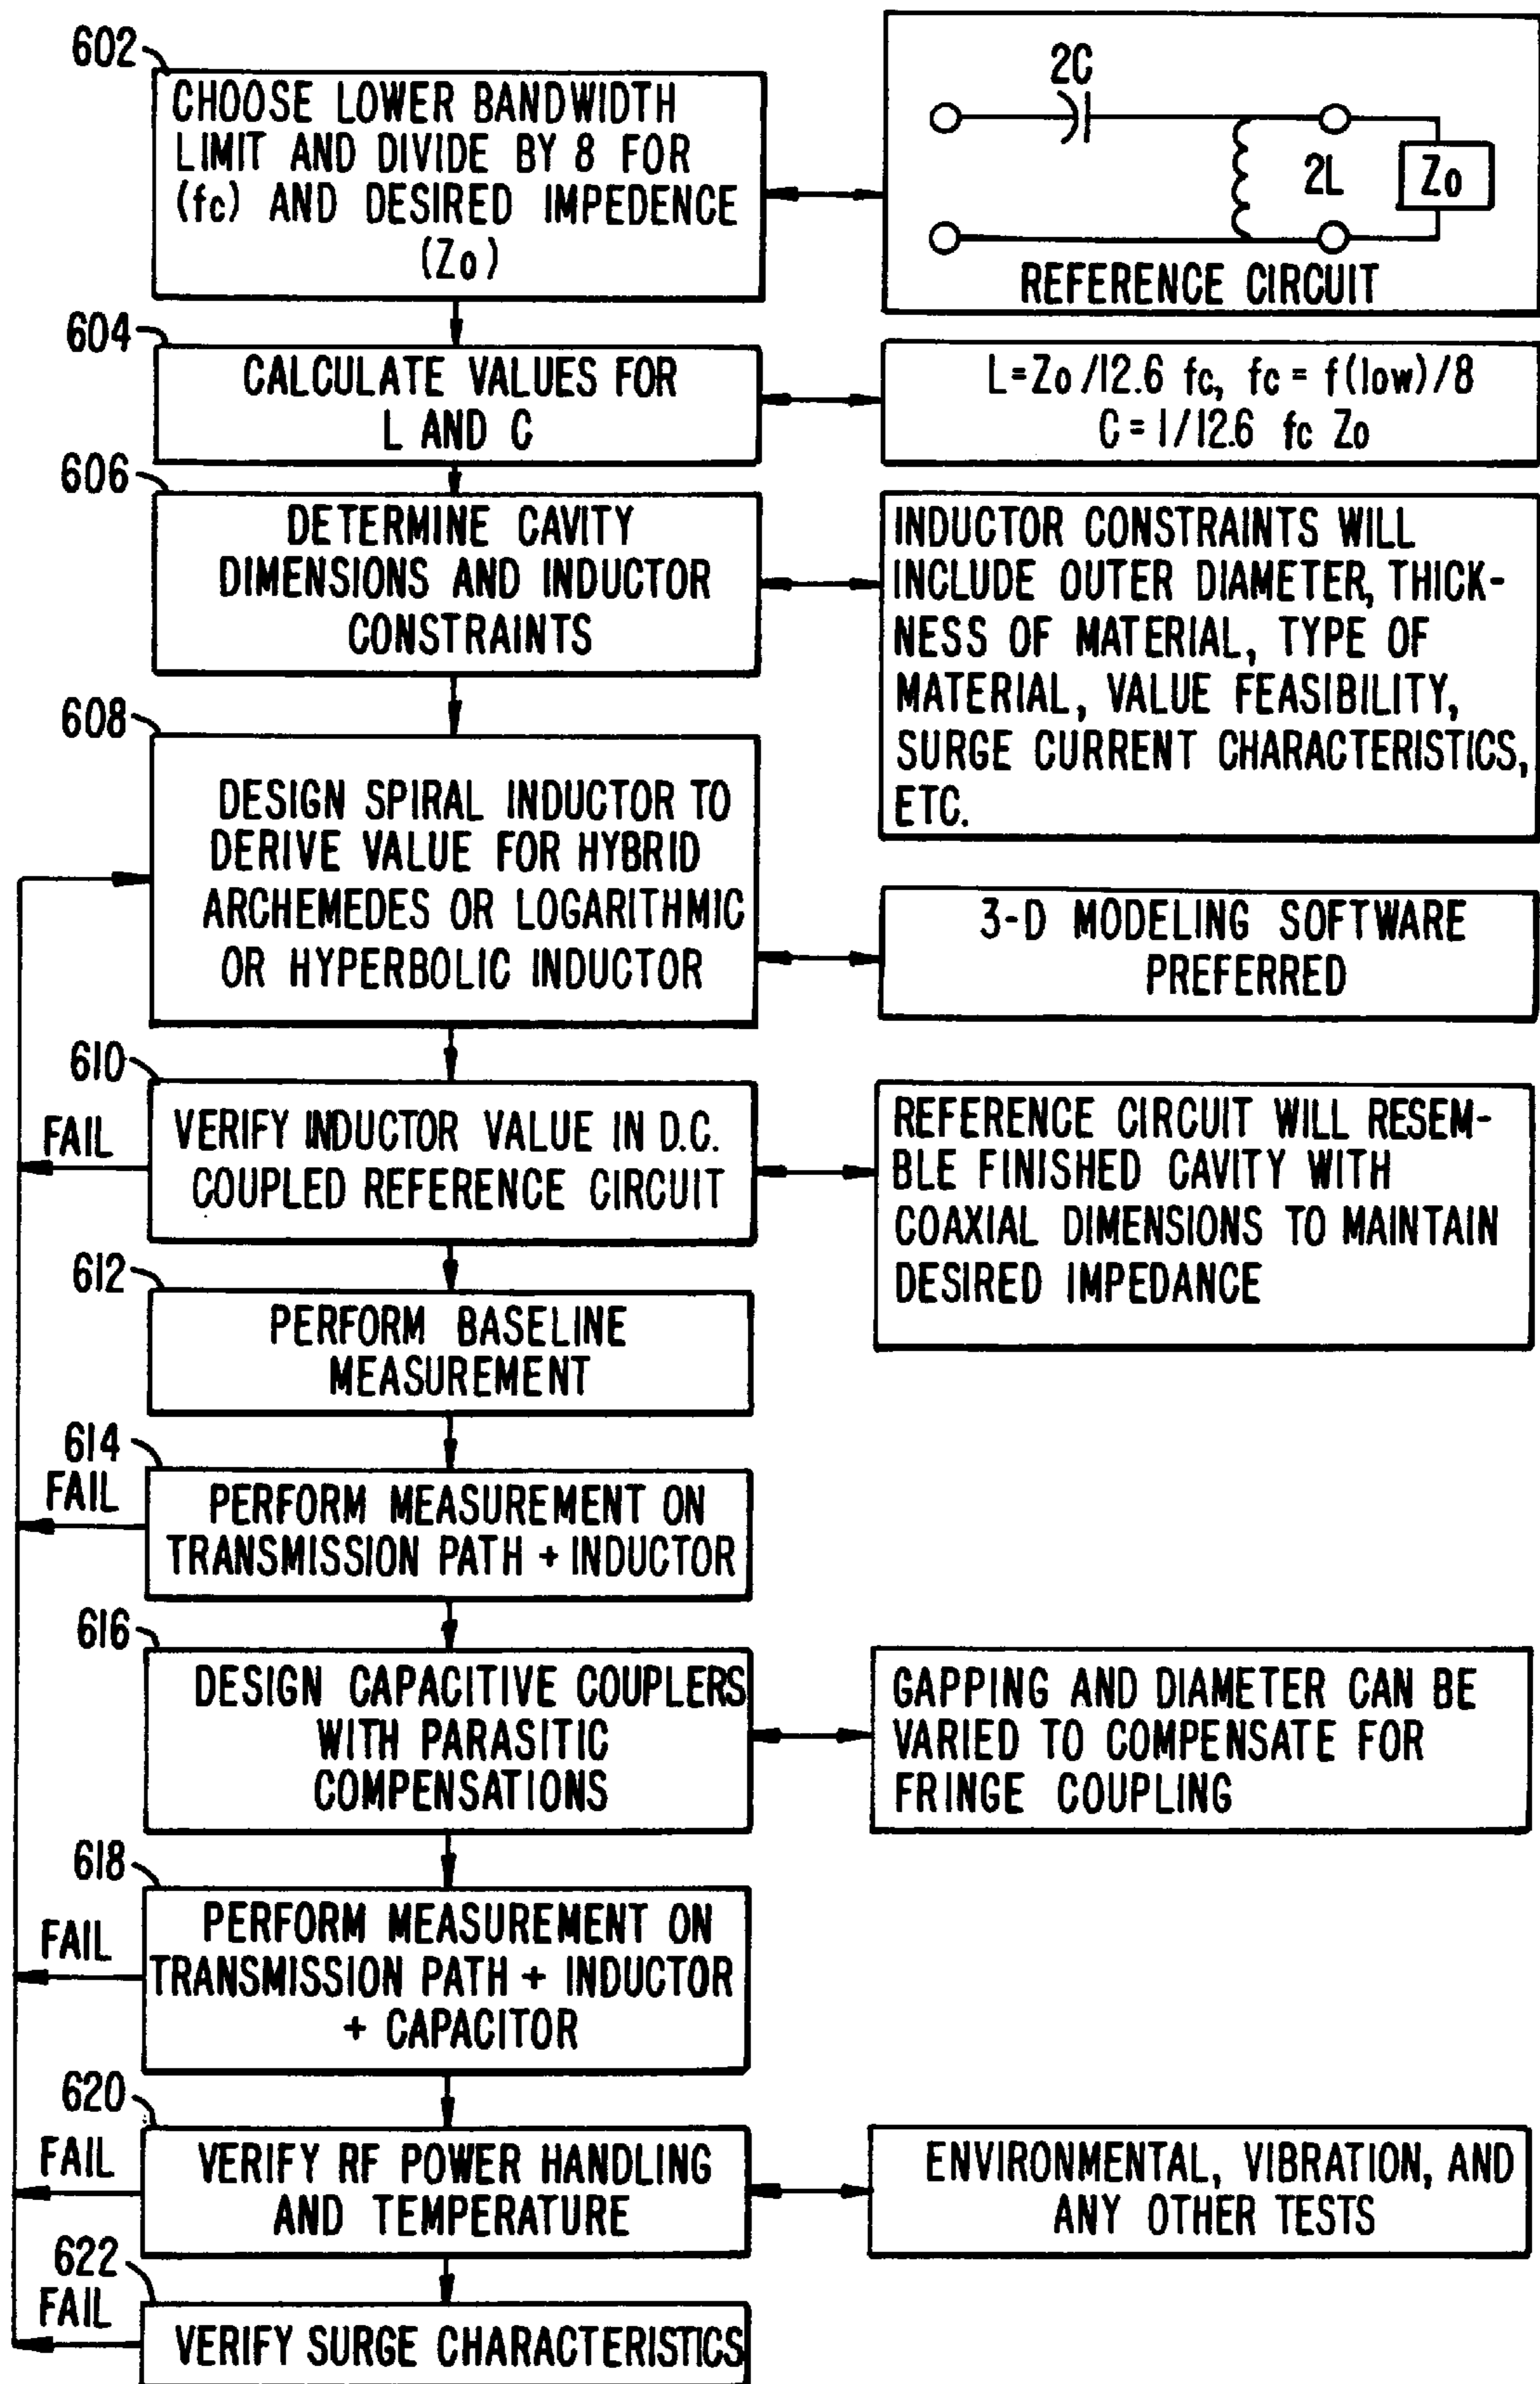 602
CHOOSE LOWER BANDWIDTH
LIMIT AND DIVIDE BY 8 FOR
(fc) AND DESIRED IMPEDENCE
(Zo)
2C
2L
Zo
REFERENCE CIRCUIT
604
CALCULATE VALUES FOR
L AND C
L=Zo/12.6 fc, fc = f(low)/8
C = 1/12.6 fc Zo
606
DETERMINE CAVITY
DIMENSIONS AND INDUCTOR
CONSTRAINTS
INDUCTOR CONSTRAINTS WILL
INCLUDE OUTER DIAMETER, THICK-
NESS OF MATERIAL, TYPE OF
MATERIAL, VALUE FEASIBILITY,
SURGE CURRENT CHARACTERISTICS,
ETC.
608
DESIGN SPIRAL INDUCTOR TO
DERIVE VALUE FOR HYBRID
ARCHEMEDES OR LOGARITHMIC
OR HYPERBOLIC INDUCTOR
3-D MODELING SOFTWARE
PREFERRED
610
FAIL
VERIFY INDUCTOR VALUE IN D.C.
COUPLED REFERENCE CIRCUIT
REFERENCE CIRCUIT WILL RESEM-
BLE FINISHED CAVITY WITH
COAXIAL DIMENSIONS TO MAINTAIN
DESIRED IMPEDANCE
612
PERFORM BASELINE
MEASUREMENT
614
FAIL
PERFORM MEASUREMENT ON
TRANSMISSION PATH + INDUCTOR
616
DESIGN CAPACITIVE COUPLERS
WITH PARASITIC
COMPENSATIONS
GAPPING AND DIAMETER CAN BE
VARIED TO COMPENSATE FOR
FRINGE COUPLING
618
FAIL
PERFORM MEASUREMENT ON
TRANSMISSION PATH + INDUCTOR
+ CAPACITOR
620
FAIL
VERIFY RF POWER HANDLING
AND TEMPERATURE
ENVIRONMENTAL, VIBRATION, AND
ANY OTHER TESTS
622
FAIL
VERIFY SURGE CHARACTERISTICS